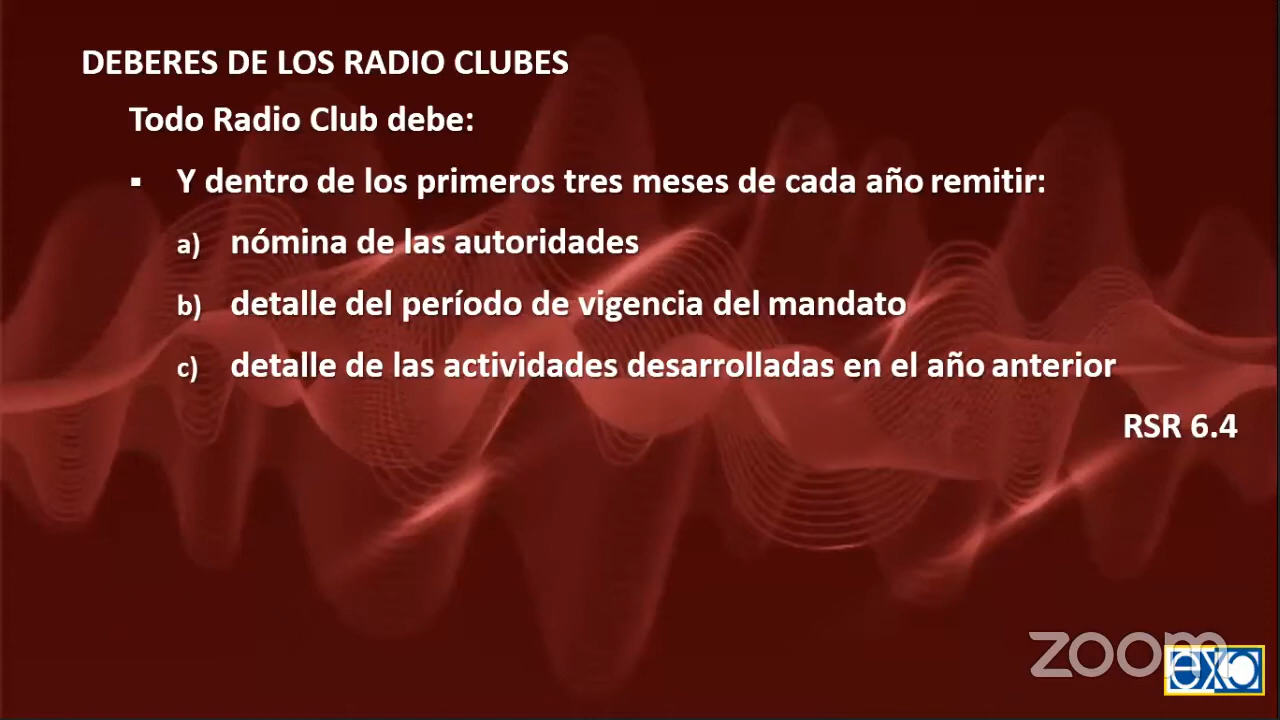 DEBERES DE LOS RADIO CLUBES
Todo Radio Club debe:
▪ Y dentro de los primeros tres meses de cada año remitir:
a) nómina de las autoridades
b) detalle del período de vigencia del mandato
c) detalle de las actividades desarrolladas en el año anterior
RSR 6.4
zoom
exo